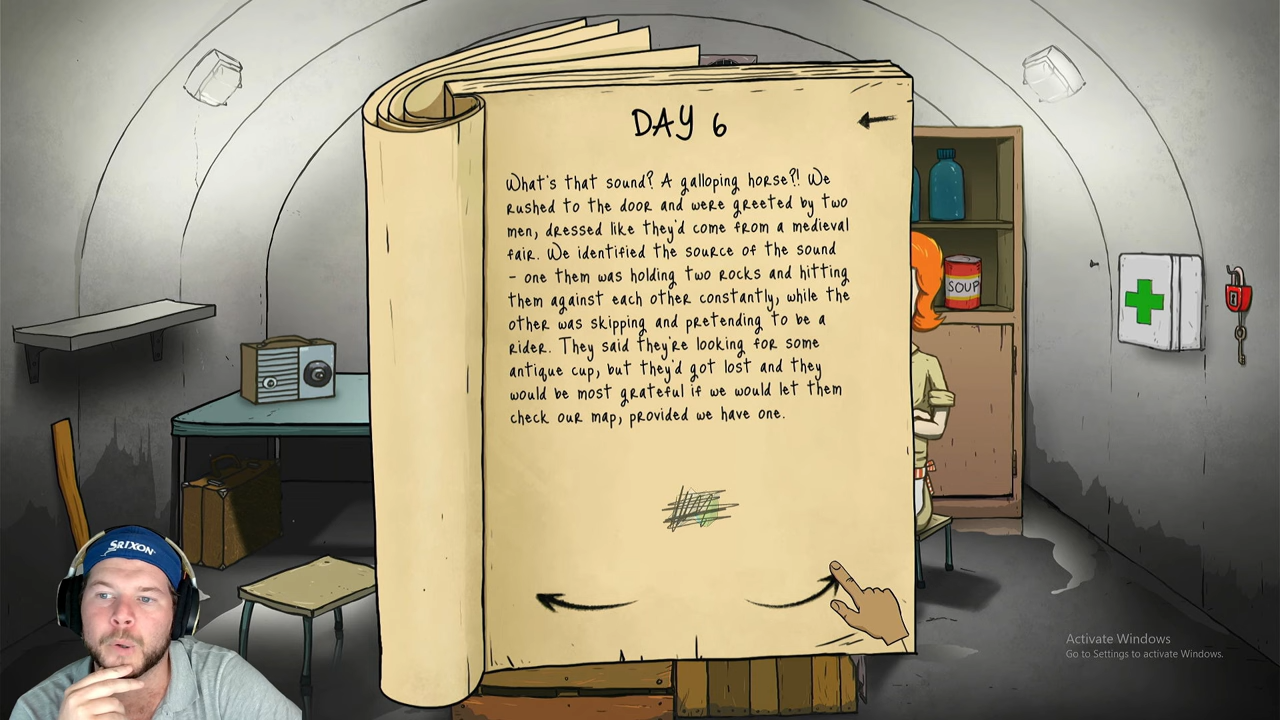 DAY 6
What's that sound? A galloping horse?! We
rushed to the door and were greeted by two
men, dressed like they'd come from a medieval
fair. We identified the source of the sound
- one them was holding two rocks and hitting
them against each other constantly, while the
other was skipping and pretending to be a
rider. They said they're looking for some
antique cup, but they'd got lost and they
would be most grateful if we would let them
check our map, provided we have one.
SOUP
SRIXON
Activate Windows
Go to Settings to activate Windows.